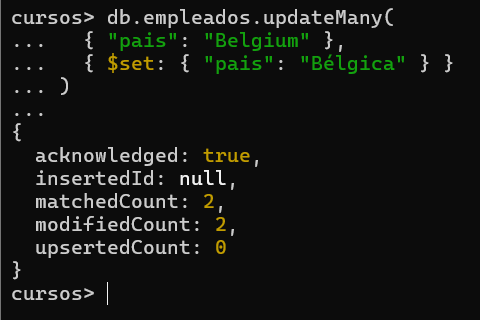 cursos> db.empleados.updateMany(
...   { "pais": "Belgium" },
...   { $set: { "pais": "Bélgica" } }
... )
...
{
  acknowledged: true,
  insertedId: null,
  matchedCount: 2,
  modifiedCount: 2,
  upsertedCount: 0
}
cursos>